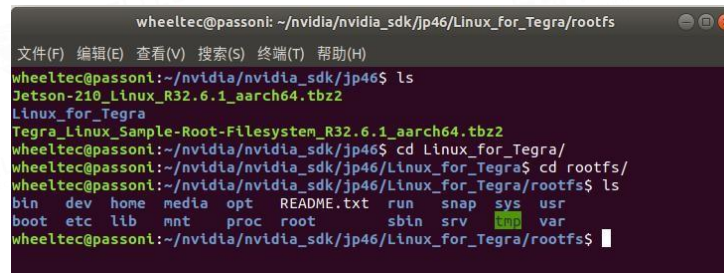 wheeltec@passoni: ~/nvidia/nvidia_sdk/jp46/Linux_for_Tegra/rootfs
文件(F) 编辑(E) 查看(V) 搜索(S) 终端(T) 帮助(H)
wheeltec@passoni:~/nvidia/nvidia_sdk/jp46$ ls
Jetson-210_Linux_R32.6.1_aarch64.tbz2
Linux_for_Tegra
Tegra_Linux_Sample-Root-Filesystem_R32.6.1_aarch64.tbz2
wheeltec@passoni:~/nvidia/nvidia_sdk/jp46$ cd Linux_for_Tegra/
wheeltec@passoni:~/nvidia/nvidia_sdk/jp46/Linux_for_Tegra$ cd rootfs/
wheeltec@passoni:~/nvidia/nvidia_sdk/jp46/Linux_for_Tegra/rootfs$ ls
bin dev home media opt README.txt run snap sys usr
boot etc lib mnt proc root sbin srv tmp var
wheeltec@passoni:~/nvidia/nvidia_sdk/jp46/Linux_for_Tegra/rootfs$